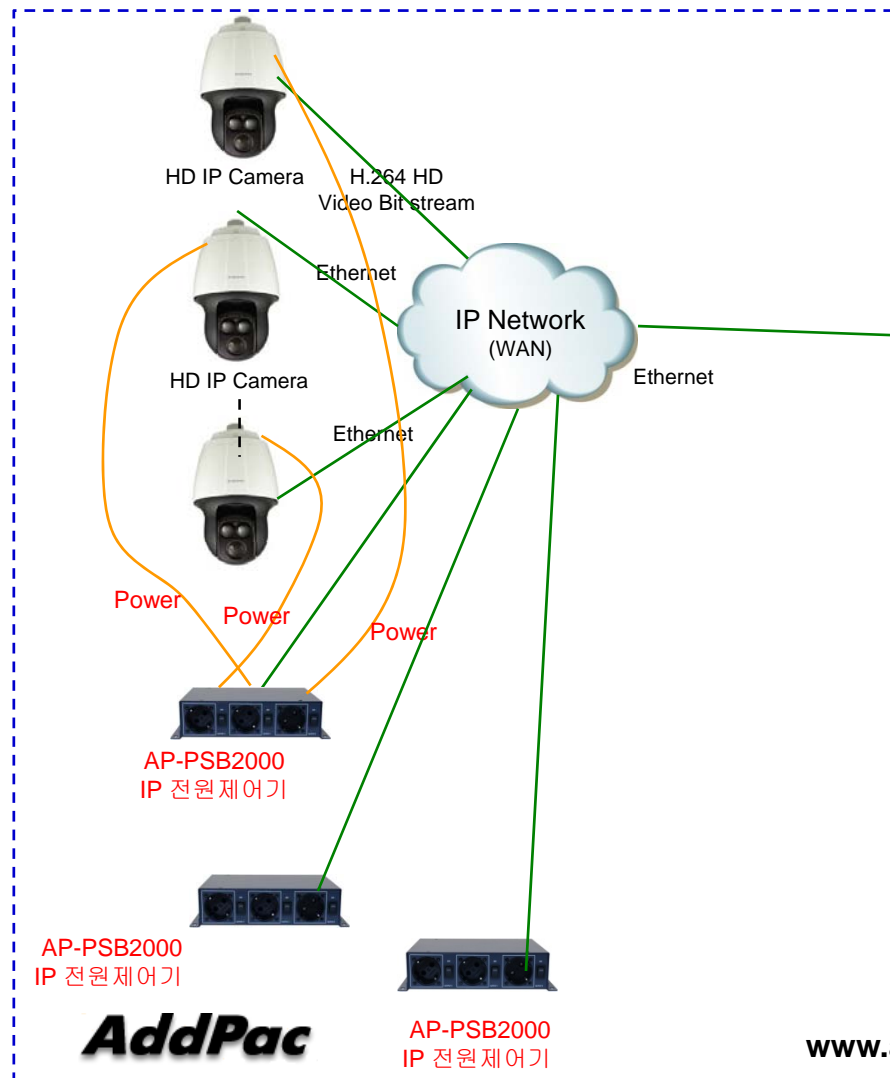 HD IP Camera
H.264 HD
Video Bit stream
Ethernet
IP Network
(WAN)
HD IP Camera
Ethernet
Ethernet
Power
Power
Power
AP-PSB2000
IP 전원제어기
AP-PSB2000
IP 전원제어기
AddPac
AP-PSB2000
IP 전원제어기
www.